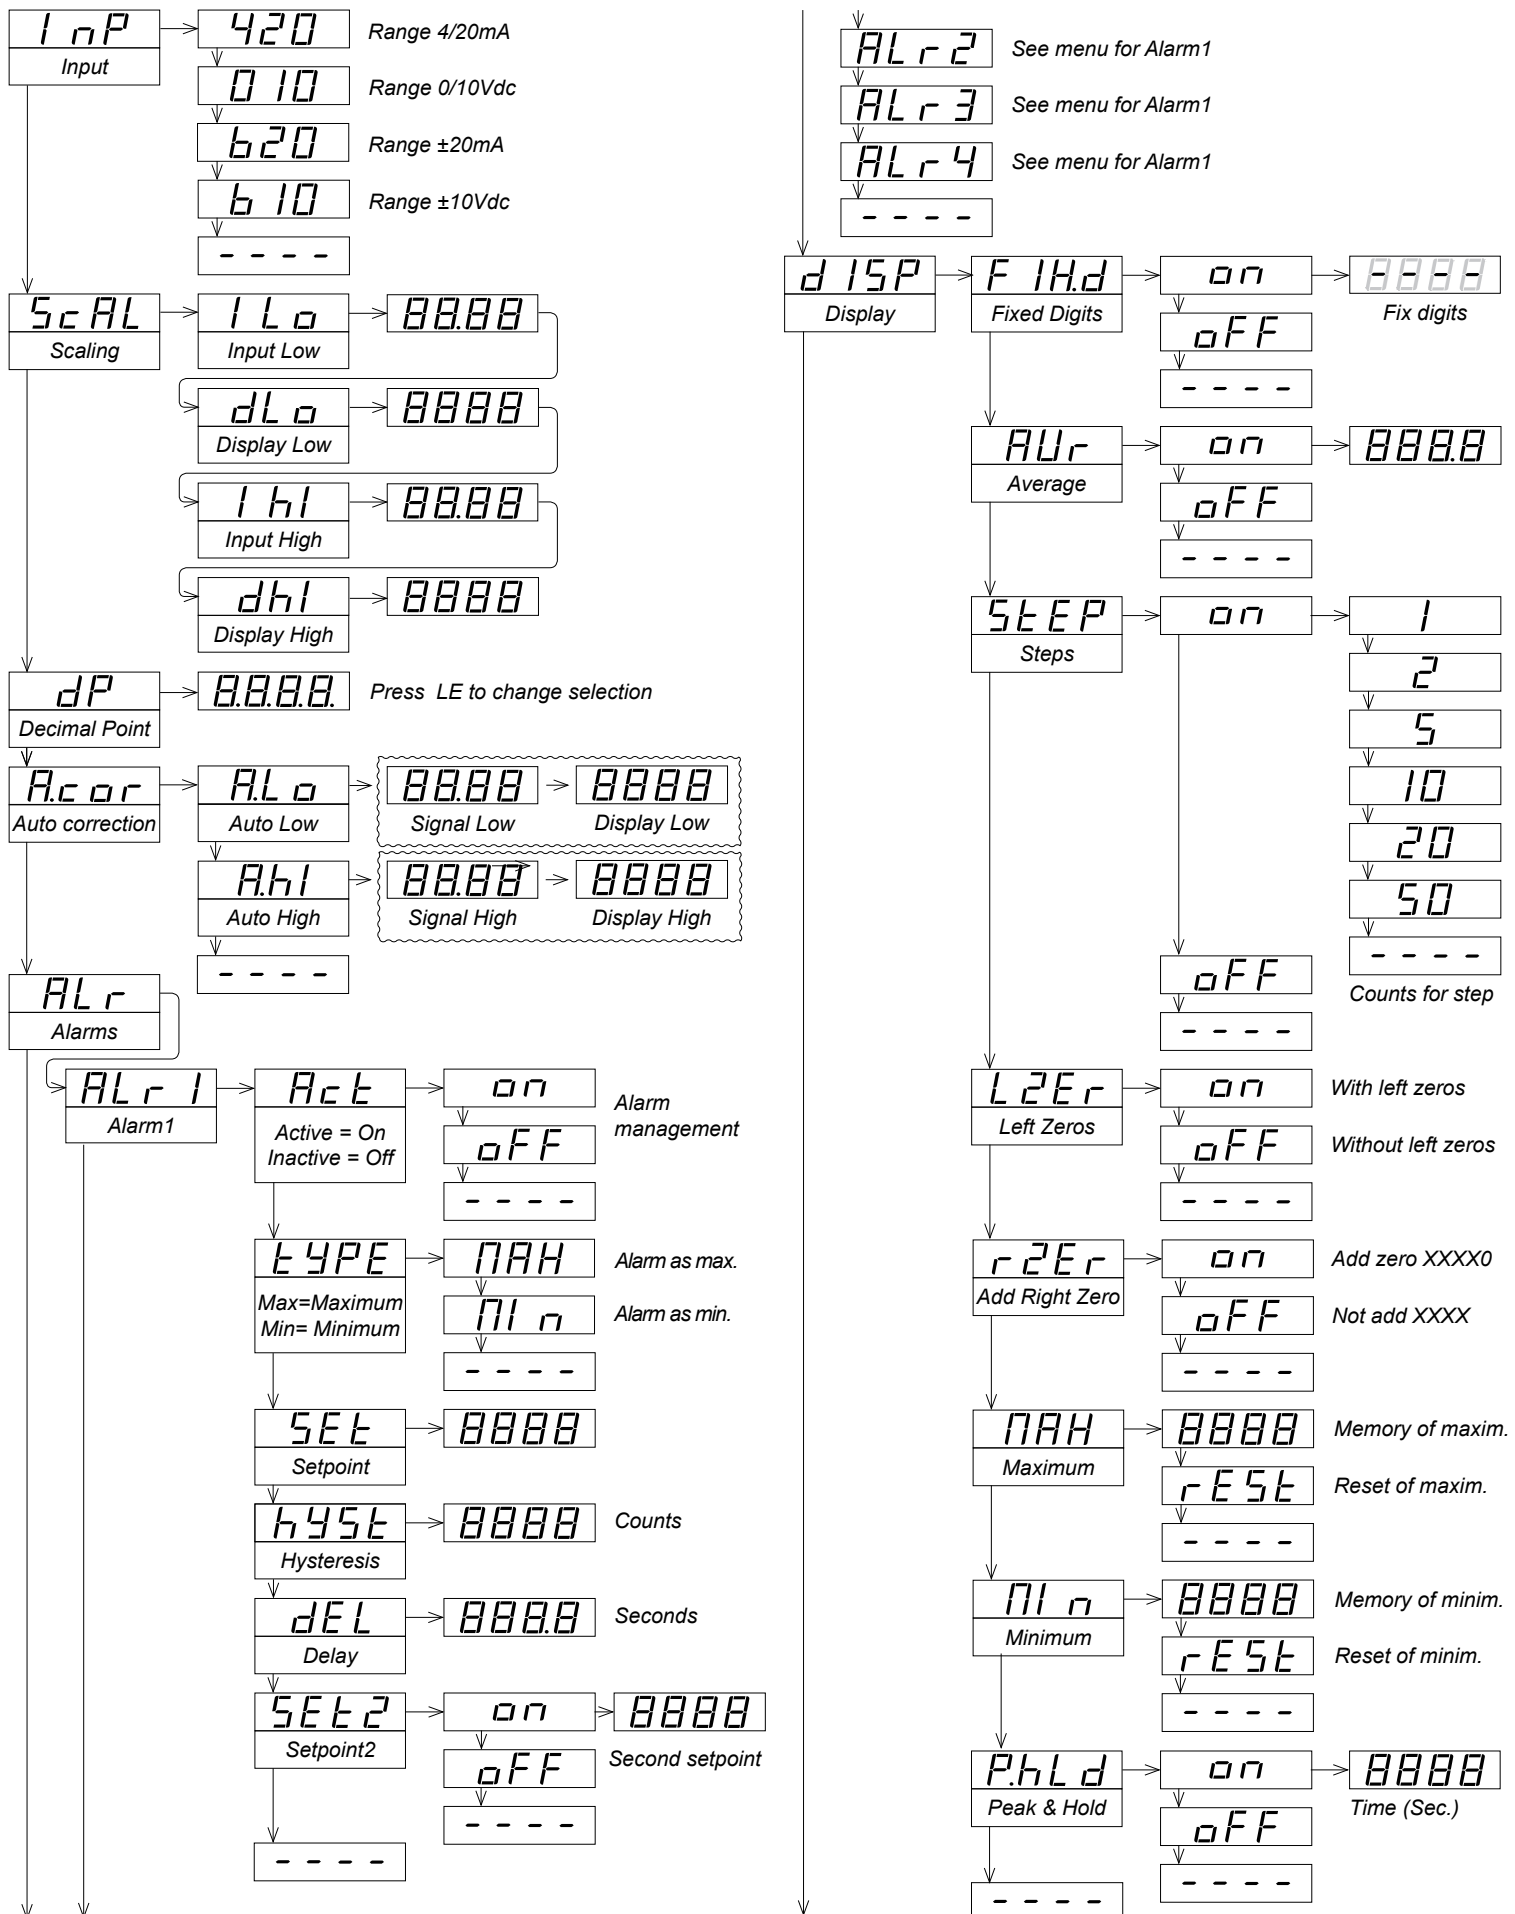 InP
Input
420
Range 4/20mA
010
Range 0/10Vdc
b20
Range ±20mA
b10
Range ±10Vdc
- - - -
ScAL
Scaling
ILo
Input Low
88.88
dLo
Display Low
8888
IhI
Input High
88.88
dhI
Display High
8888
dP
Decimal Point
8.8.8.8.
Press LE to change selection
A.cor
Auto correction
A.Lo
Auto Low
88.88
Signal Low
8888
Display Low
A.hI
Auto High
88.88
Signal High
8888
Display High
- - - -
ALr
Alarms
ALr1
Alarm1
Act
Active = On
Inactive = Off
on
oFF
- - - -
Alarm
management
tYPE
Max=Maximum
Min= Minimum
MAH
Alarm as max.
MIn
Alarm as min.
- - - -
SEt
Setpoint
8888
hYSt
Hysteresis
8888
Counts
dEL
Delay
888.8
Seconds
SEt2
Setpoint2
on
8888
Second setpoint
oFF
- - - -
- - - -
ALr2
See menu for Alarm1
ALr3
See menu for Alarm1
ALr4
See menu for Alarm1
- - - -
dISP
Display
FIH.d
Fixed Digits
on
- - - -
Fix digits
oFF
- - - -
AUr
Average
on
888.8
oFF
- - - -
StEP
Steps
on
1
2
5
10
20
50
- - - -
Counts for step
oFF
- - - -
L2Er
Left Zeros
on
With left zeros
oFF
Without left zeros
- - - -
r2Er
Add Right Zero
on
Add zero XXXX0
oFF
Not add XXXX
- - - -
MAH
Maximum
8888
Memory of maxim.
rESt
Reset of maxim.
- - - -
MIn
Minimum
8888
Memory of minim.
rESt
Reset of minim.
- - - -
P.hLd
Peak & Hold
on
8888
Time (Sec.)
oFF
- - - -
- - - -